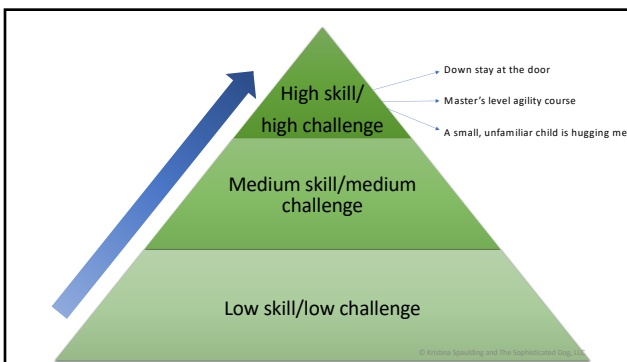 High skill/
high challenge
Down stay at the door
Master's level agility course
A small, unfamiliar child is hugging me
Medium skill/medium
challenge
Low skill/low challenge
© Kristina Spaulding and The Sophisticated Dog, LLC